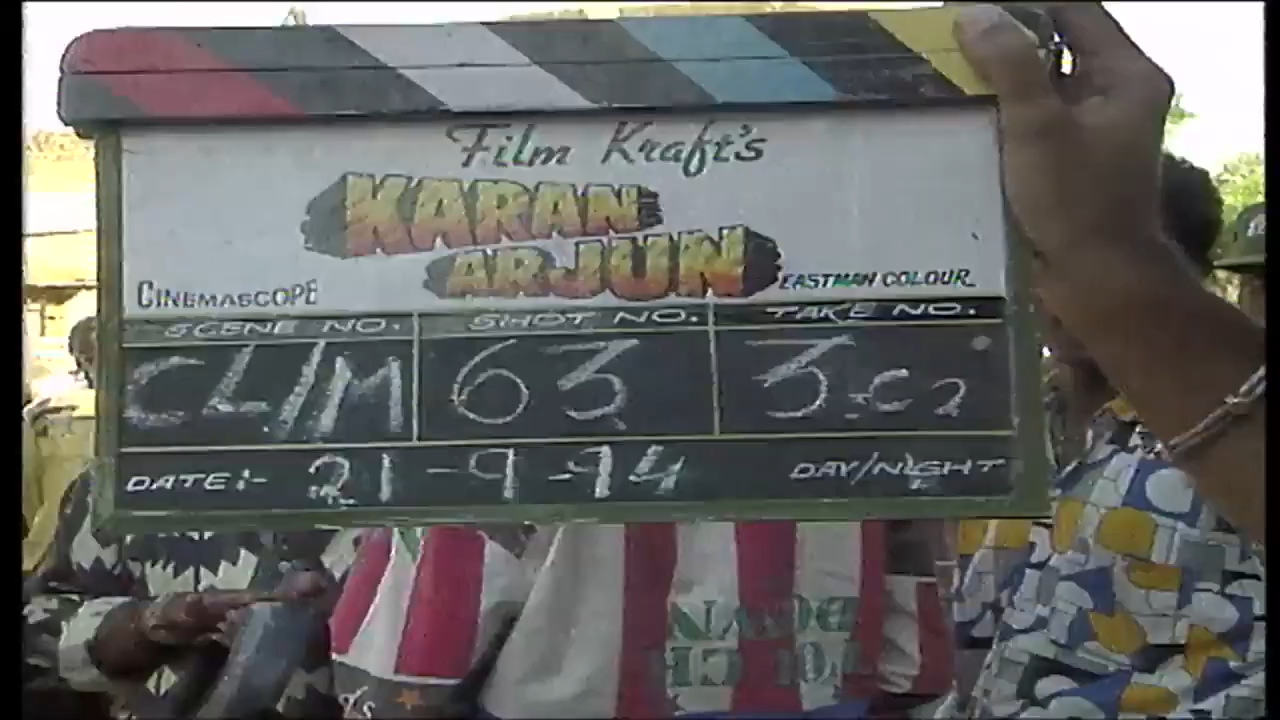 Film Kraft's
KARAN
ARJUN
CINEMASCOPE
EASTMAN COLOUR
SCENE NO. SHOT NO. TAKE NO.
CL/M 63 3
DATE:- 21-9-94 DAY/NIGHT